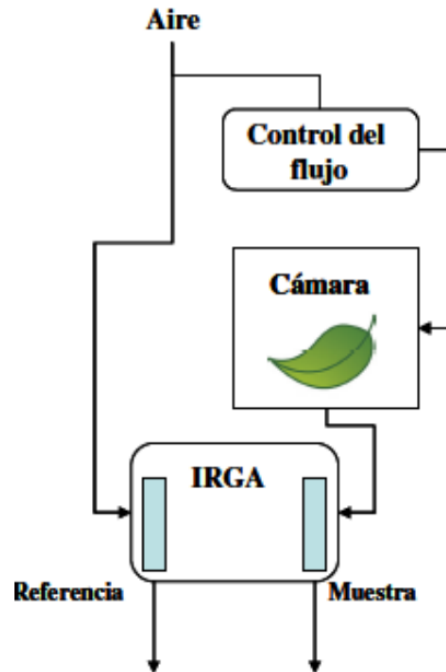 Aire
Control del
flujo
Cámara
IRGA
Referencia
Muestra